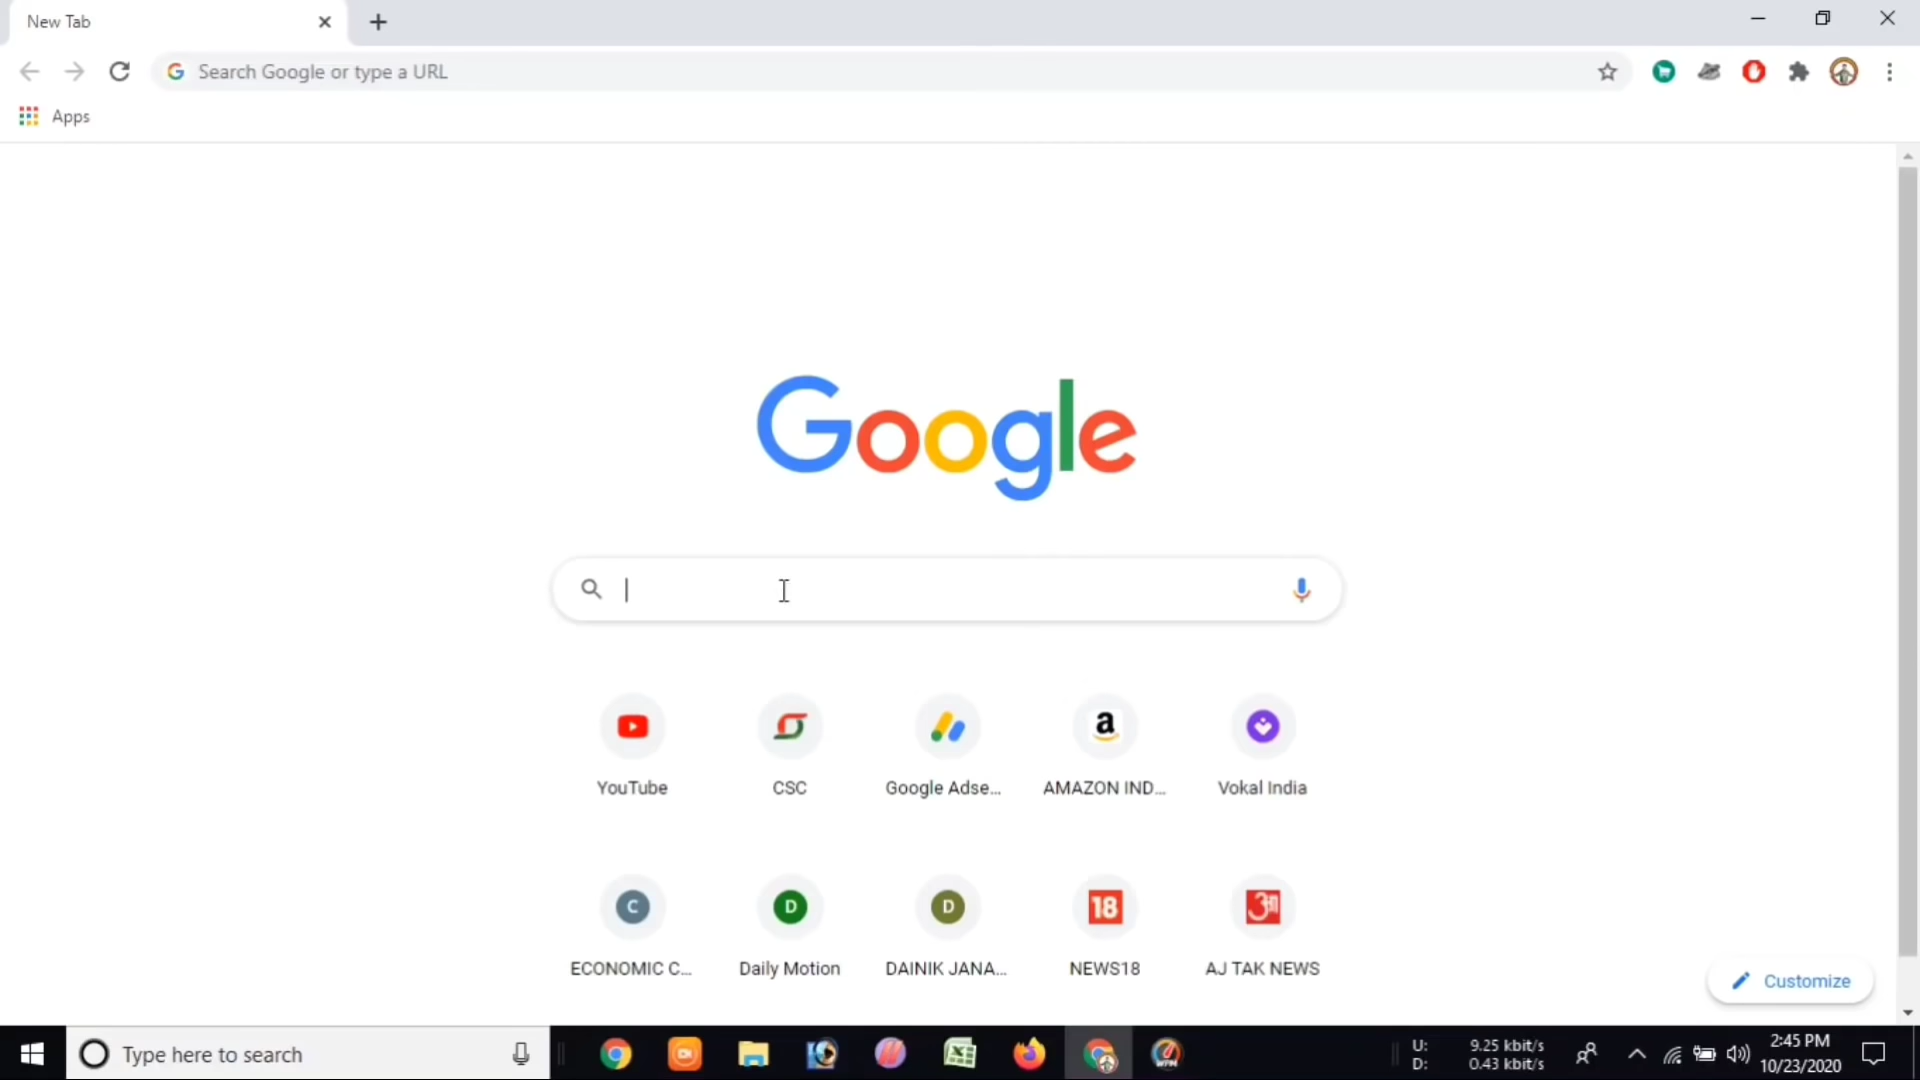 New Tab
Search Google or type a URL
Apps
Google
YouTube
CSC
Google Adse...
a
AMAZON IND...
Vokal India
C
ECONOMIC C...
D
Daily Motion
D
DAINIK JANA...
18
NEWS18
आ
AJ TAK NEWS
Customize
Type here to search
U: 9.25 kbit/s
D: 0.43 kbit/s
2:45 PM
10/23/2020